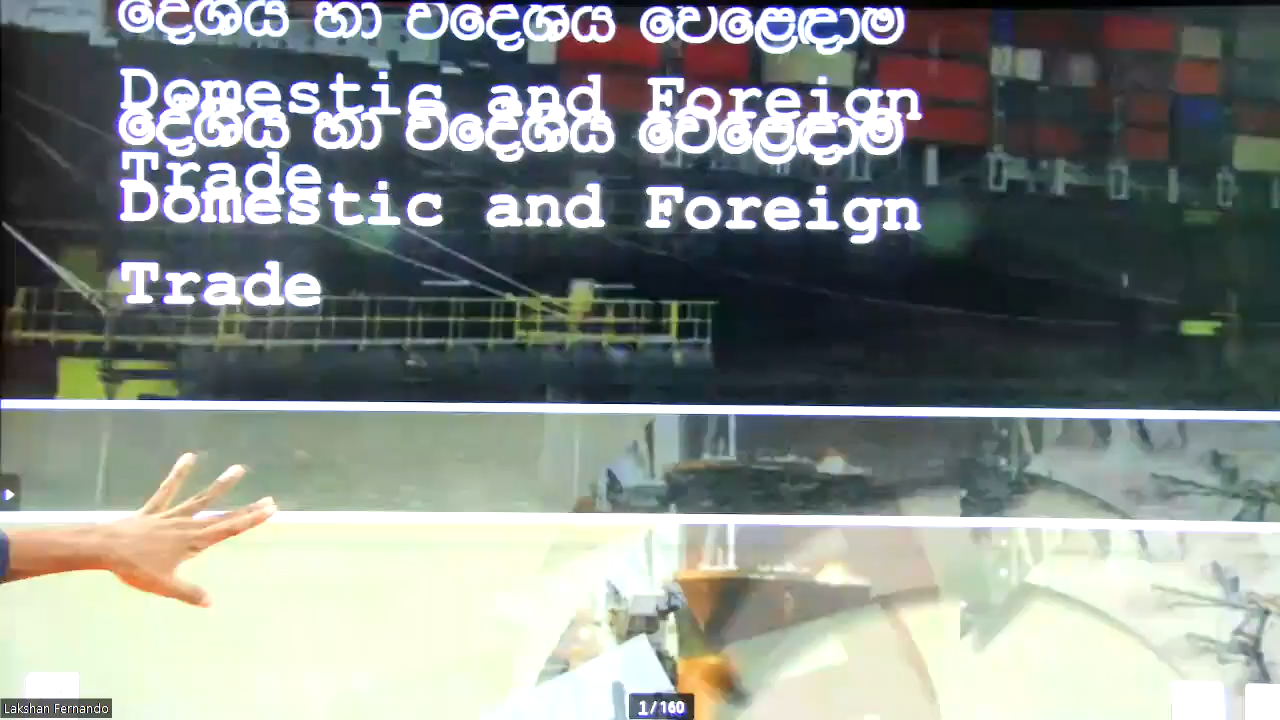 දේශීය හා විදේශීය වෙළෙඳාම
Domestic and Foreign
දේශීය හා විදේශීය වෙළෙඳාම
Trade
Domestic and Foreign
Trade
Lakshan Fernando
1/160